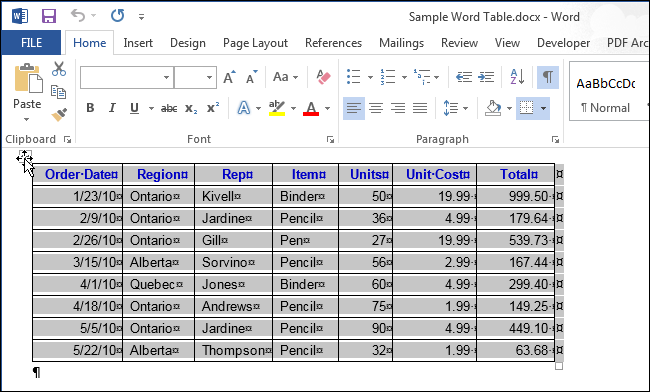 Sample Word Table.docx - Word
FILE Home Insert Design Page Layout References Mailings Review View Developer PDF Arc
Paste Aa A A
B I U abc X₂ X² A ab A
Clipboard Font Paragraph
AaBbCcDc
¶ Normal
Order·Date¤ Region¤ Rep¤ Item¤ Units¤ Unit·Cost¤ Total¤ ¤
1/23/10¤ Ontario¤ Kivell¤ Binder¤ 50¤ 19.99·¤ 999.50·¤ ¤
2/9/10¤ Ontario¤ Jardine¤ Pencil¤ 36¤ 4.99·¤ 179.64·¤ ¤
2/26/10¤ Ontario¤ Gill¤ Pen¤ 27¤ 19.99·¤ 539.73·¤ ¤
3/15/10¤ Alberta¤ Sorvino¤ Pencil¤ 56¤ 2.99·¤ 167.44·¤ ¤
4/1/10¤ Quebec¤ Jones¤ Binder¤ 60¤ 4.99·¤ 299.40·¤ ¤
4/18/10¤ Ontario¤ Andrews¤ Pencil¤ 75¤ 1.99·¤ 149.25·¤ ¤
5/5/10¤ Ontario¤ Jardine¤ Pencil¤ 90¤ 4.99·¤ 449.10·¤ ¤
5/22/10¤ Alberta¤ Thompson¤ Pencil¤ 32¤ 1.99·¤ 63.68·¤ ¤
¶